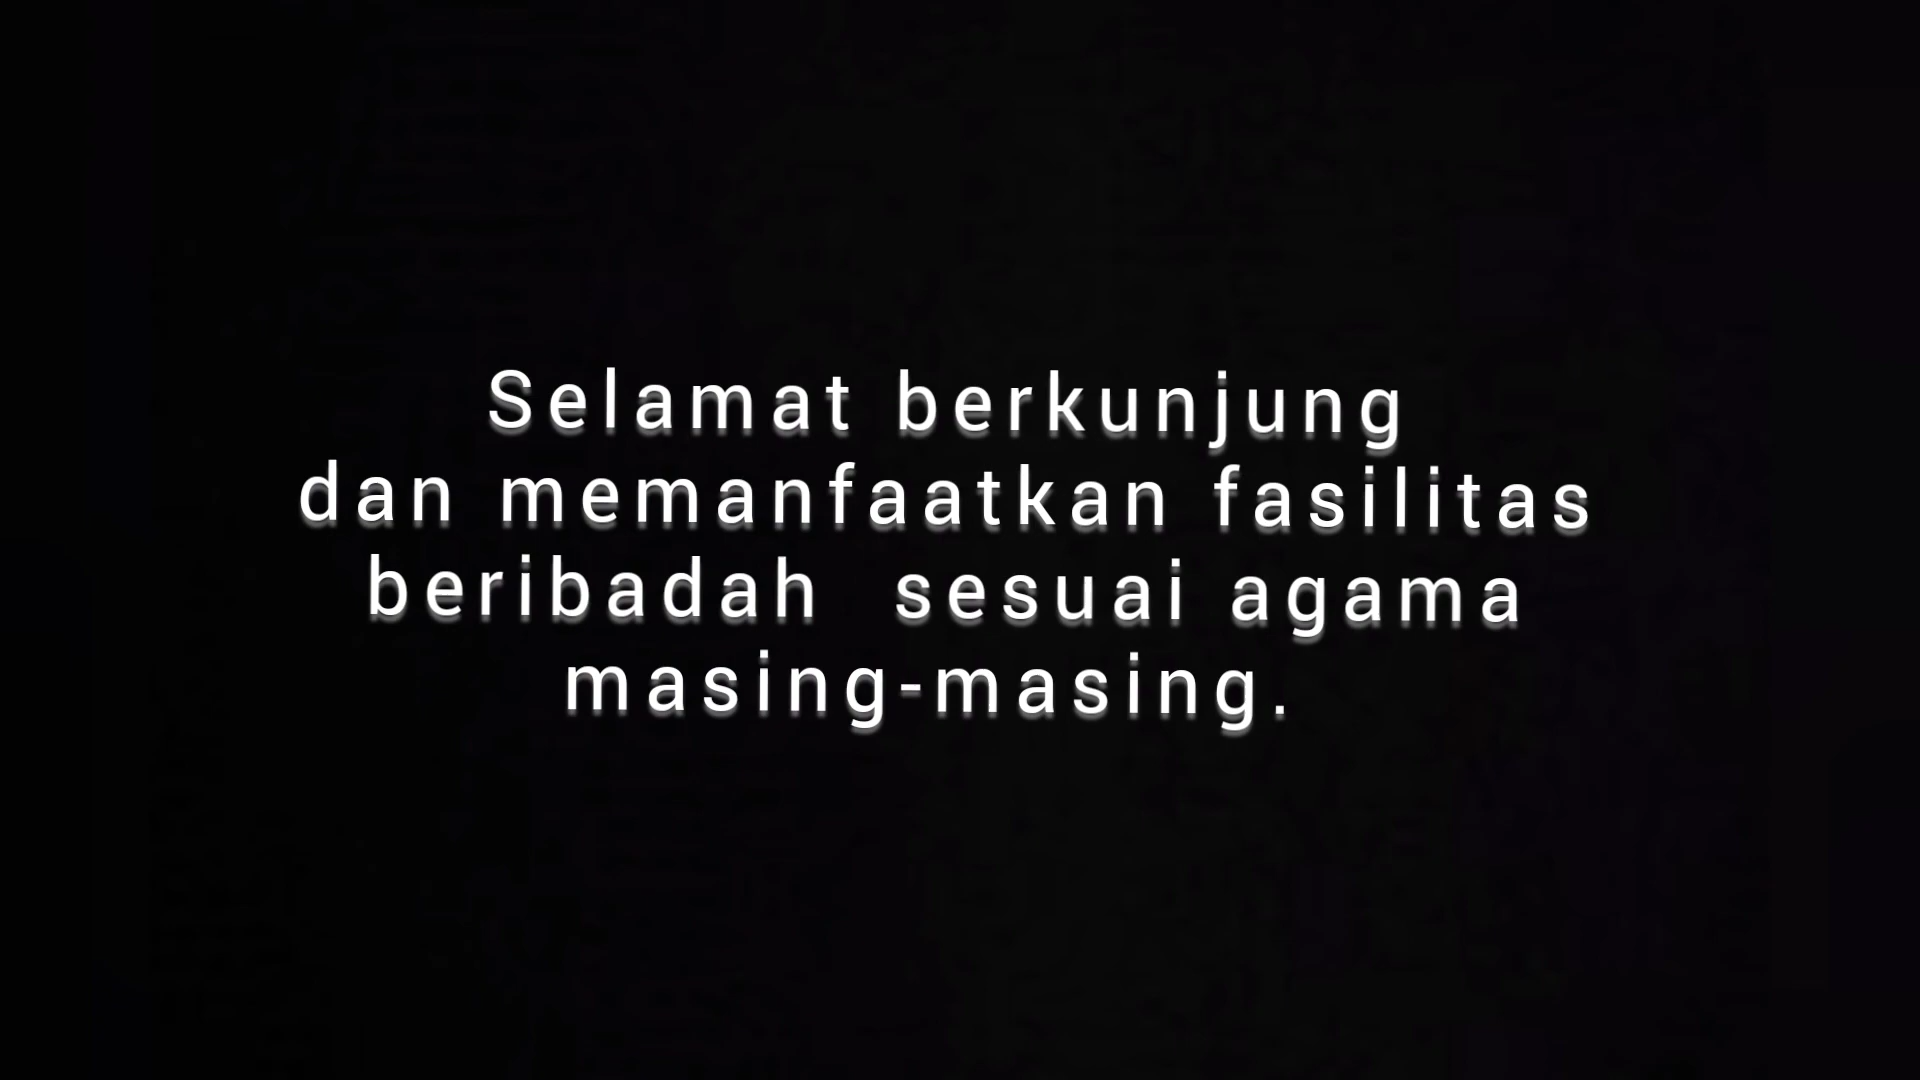 Selamat berkunjung
dan memanfaatkan fasilitas
beribadah  sesuai agama
masing-masing.